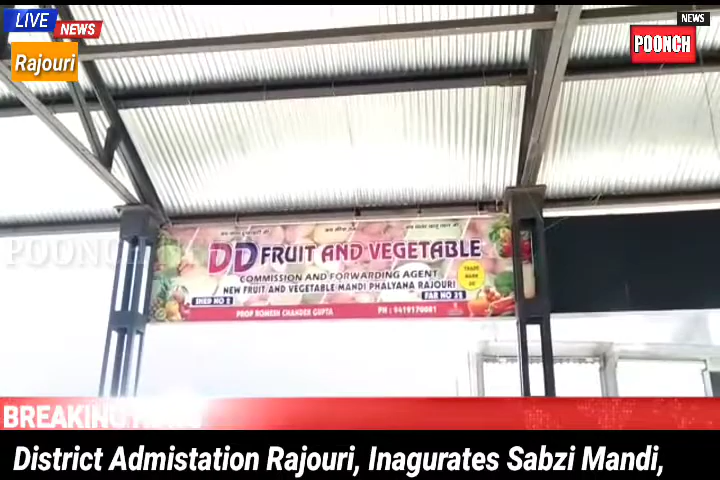 LIVE
NEWS
Rajouri
NEWS
POONCH
POONCH
DD FRUIT AND VEGETABLE
COMMISSION AND FORWARDING AGENT
NEW FRUIT AND VEGETABLE MANDI PHALYANA RAJOURI
TRADE
MARK
SHED NO 2
FAR NO 25
PROP ROMESH CHANDER GUPTA
PH : 9419170081
BREAKING
District Admistation Rajouri, Inagurates Sabzi Mandi,